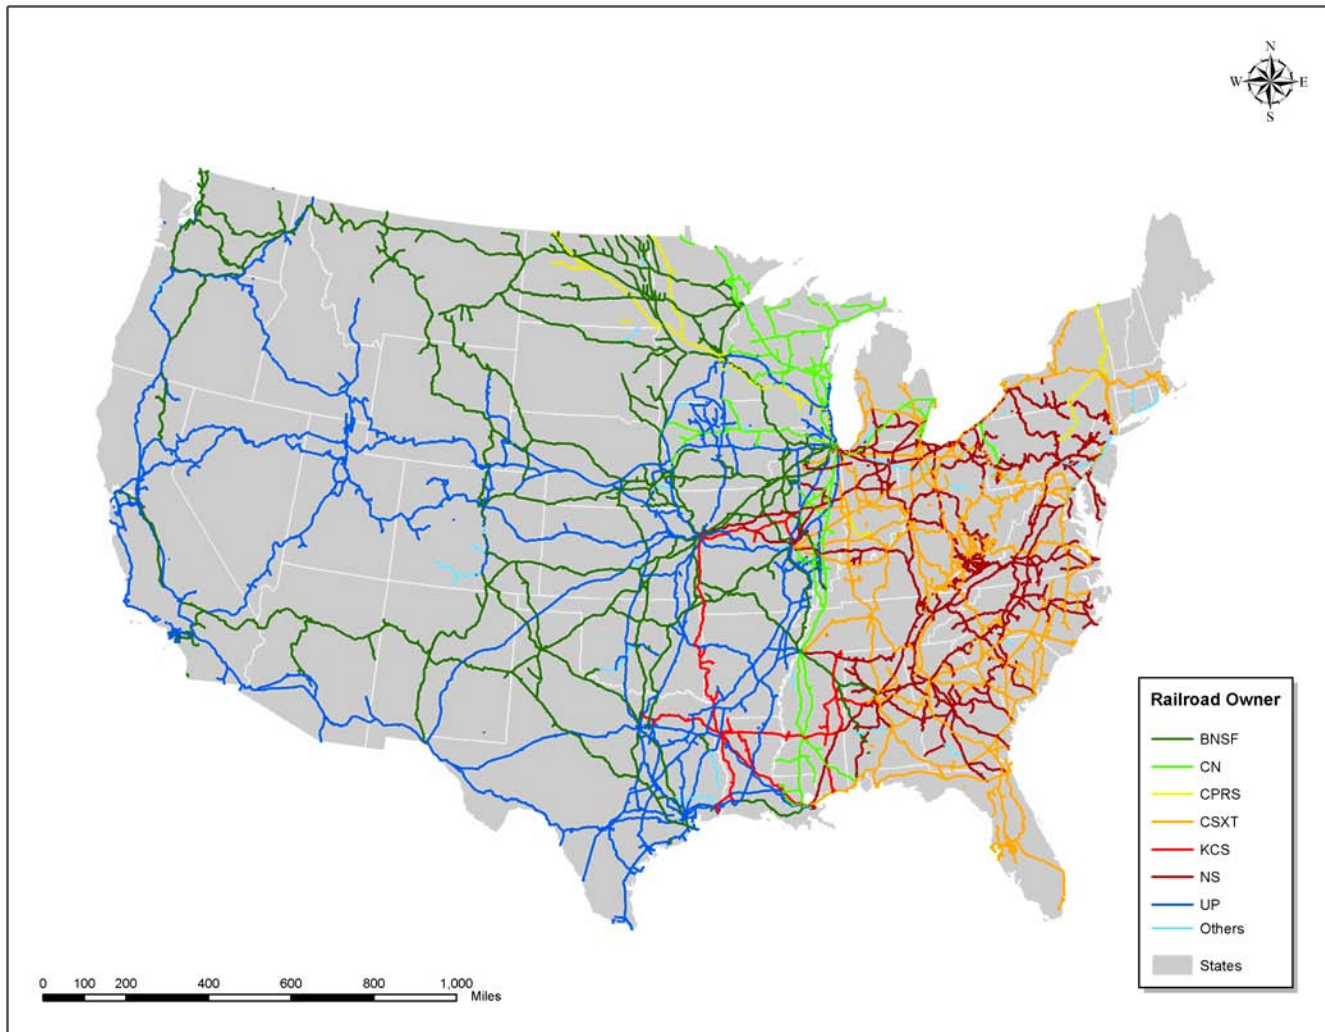 N
W E
S
Railroad Owner
BNSF
CN
CPRS
CSXT
KCS
NS
UP
Others
States
0 100 200 400 600 800 1,000
Miles